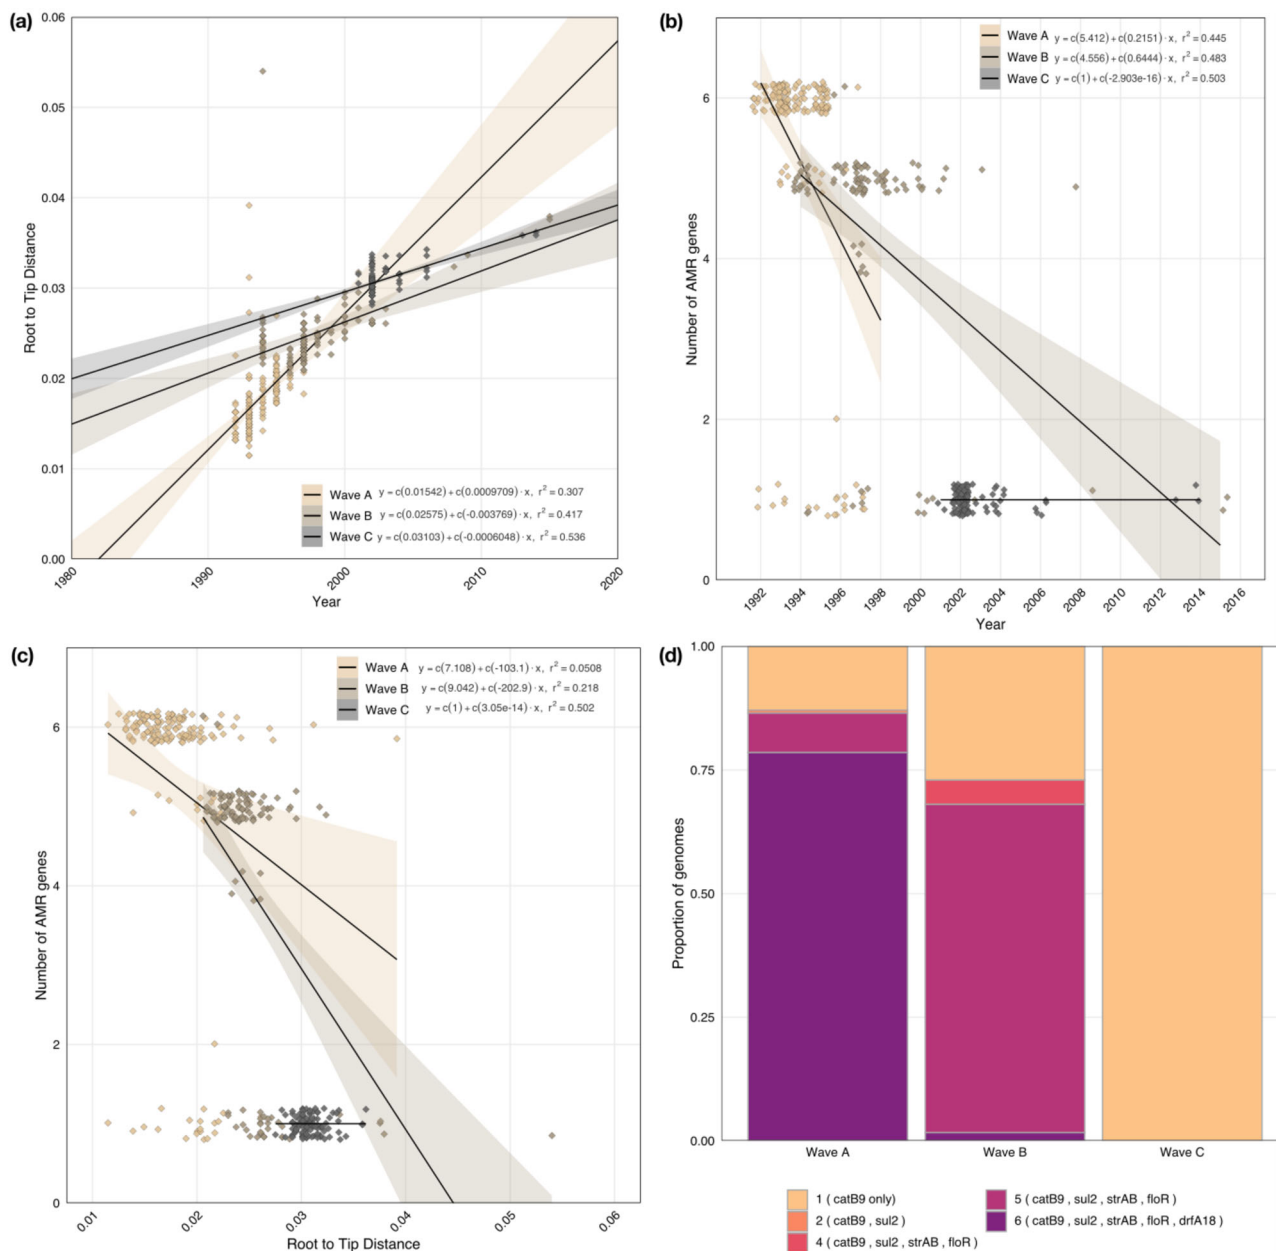 (a)
0.06
0.05
0.04
0.03
0.02
0.01
0.00
Root to Tip Distance
Wave A y = c(0.01542) + c(0.0009709) · x, r² = 0.307
Wave B y = c(0.02575) + c(-0.003769) · x, r² = 0.417
Wave C y = c(0.03103) + c(-0.0006048) · x, r² = 0.536
1980 1990 2000 2010 2020
Year
(b)
Wave A y = c(5.412) + c(0.2151) · x, r² = 0.445
Wave B y = c(4.556) + c(0.6444) · x, r² = 0.483
Wave C y = c(1) + c(-2.903e-16) · x, r² = 0.503
6
4
2
0
Number of AMR genes
1992 1994 1996 1998 2000 2002 2004 2006 2008 2010 2012 2014 2016
Year
(c)
Wave A y = c(7.108) + c(-103.1) · x, r² = 0.0508
Wave B y = c(9.042) + c(-202.9) · x, r² = 0.218
Wave C y = c(1) + c(3.05e-14) · x, r² = 0.502
6
4
2
0
Number of AMR genes
0.01 0.02 0.03 0.04 0.05 0.06
Root to Tip Distance
(d)
1.00
0.75
0.50
0.25
0.00
Proportion of genomes
Wave A Wave B Wave C
1 ( catB9 only)
2 ( catB9 , sul2 )
4 ( catB9 , sul2 , strAB , floR )
5 ( catB9 , sul2 , strAB , floR )
6 ( catB9 , sul2 , strAB , floR , drfA18 )